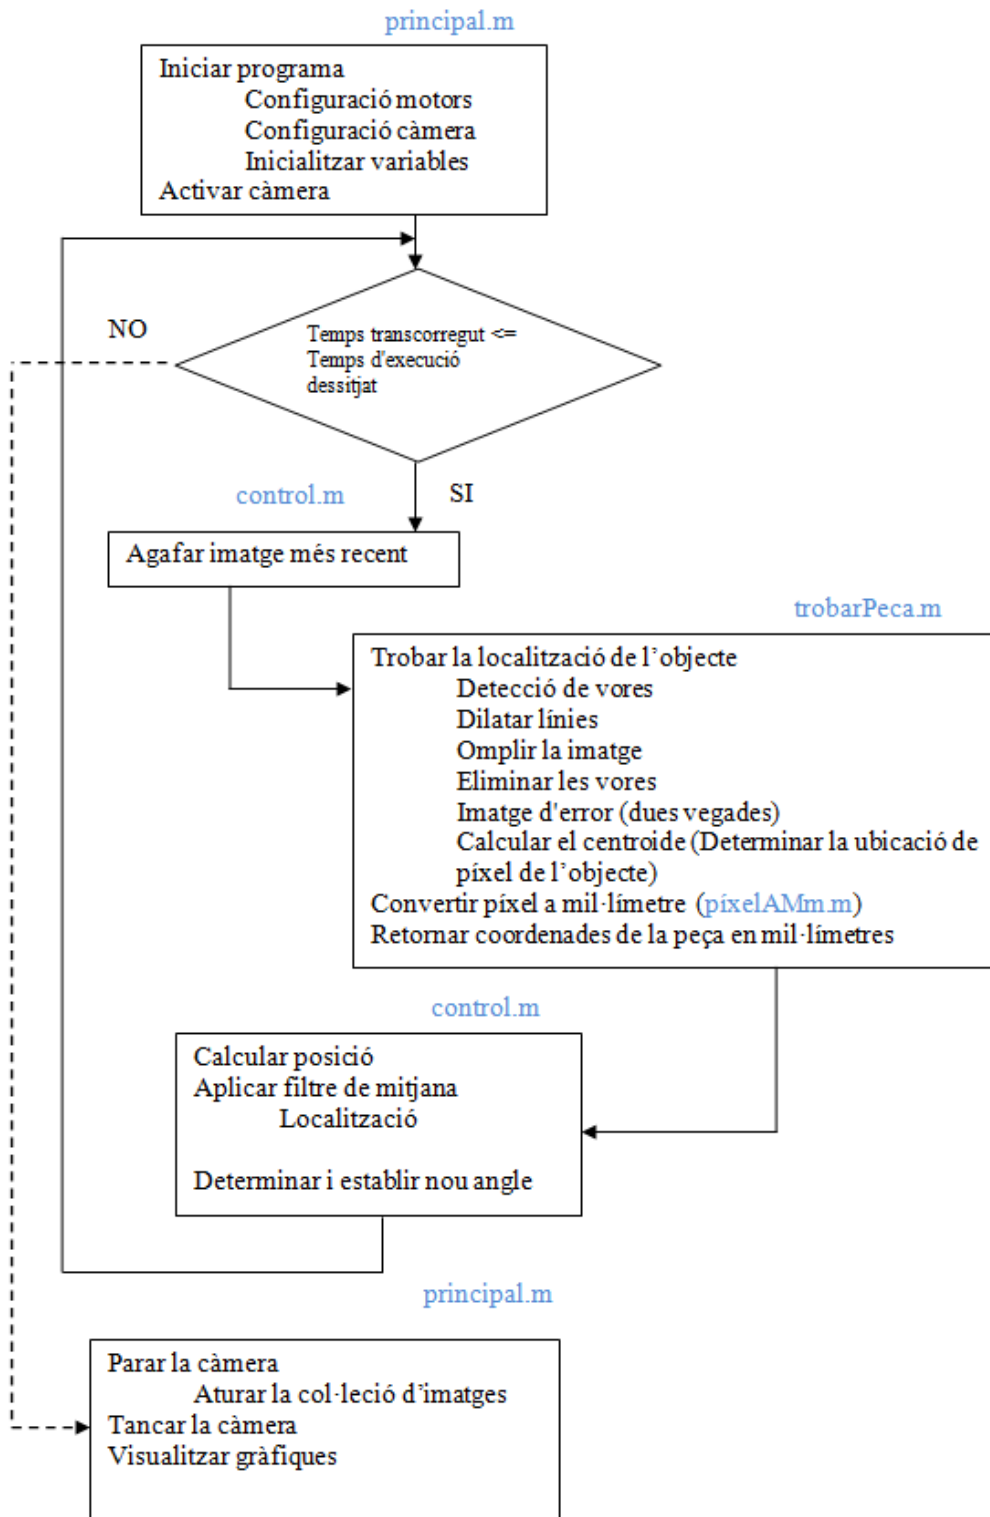 principal.m
Iniciar programa
Configuració motors
Configuració càmera
Inicialitzar variables
Activar càmera
NO
Temps transcorregut <=
Temps d'execució
dessitjat
control.m
SI
Agafar imatge més recent
trobarPeca.m
Trobar la localització de l’objecte
Detecció de vores
Dilatar línies
Omplir la imatge
Eliminar les vores
Imatge d'error (dues vegades)
Calcular el centroide (Determinar la ubicació de
píxel de l’objecte)
Convertir píxel a mil·límetre (píxelAMm.m)
Retornar coordenades de la peça en mil·límetres
control.m
Calcular posició
Aplicar filtre de mitjana
Localització
Determinar i establir nou angle
principal.m
Parar la càmera
Aturar la col·leció d’imatges
Tancar la càmera
Visualitzar gràfiques